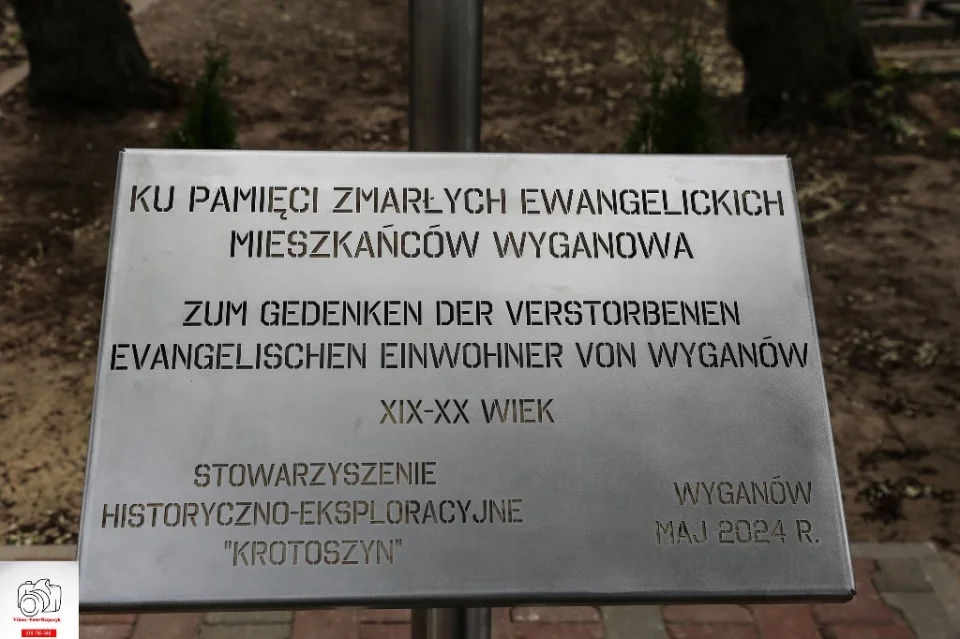 KU PAMIĘCI ZMARŁYCH EWANGELICKICH
MIESZKAŃCÓW WYGANOWA
ZUM GEDENKEN DER VERSTORBENEN
EVANGELISCHEN EINWOHNER VON WYGANÓW
XIX-XX WIEK
STOWARZYSZENIE
HISTORYCZNO-EKSPLORACYJNE
"KROTOSZYN"
WYGANÓW
MAJ 2024 R.